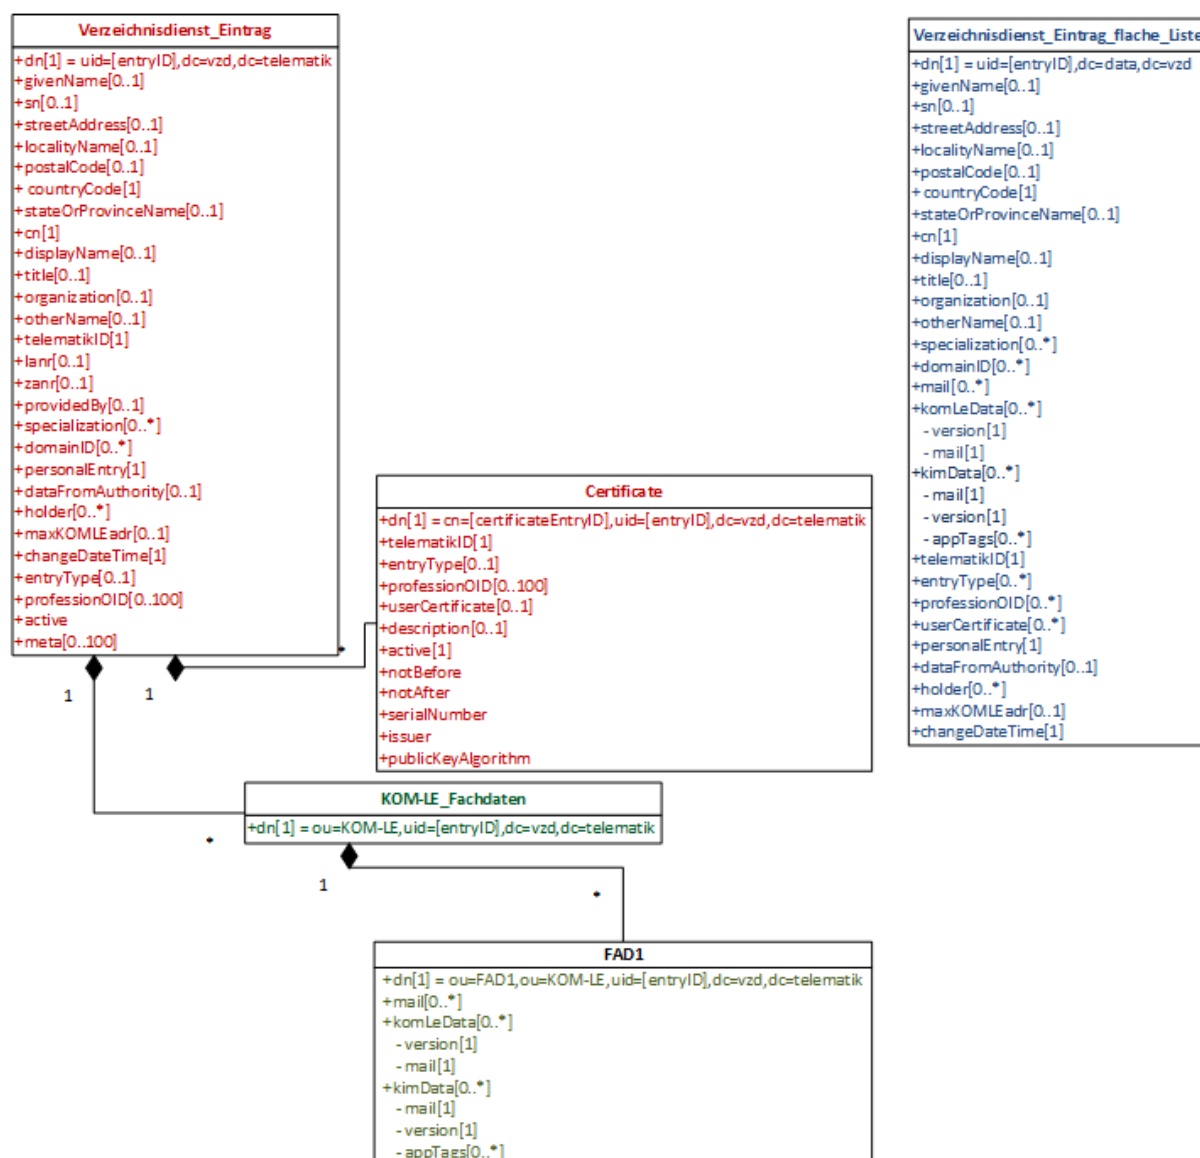 Verzeichnisdienst_Eintrag
+dn[1] = uid=[entryID],dc=vzd,dc=telematik
+givenName[0..1]
+sn[0..1]
+streetAddress[0..1]
+localityName[0..1]
+postalCode[0..1]
+ countryCode[1]
+stateOrProvinceName[0..1]
+cn[1]
+displayName[0..1]
+title[0..1]
+organization[0..1]
+otherName[0..1]
+telematikID[1]
+lanr[0..1]
+zanr[0..1]
+providedBy[0..1]
+specialization[0..*]
+domainID[0..*]
+personalEntry[1]
+dataFromAuthority[0..1]
+holder[0..*]
+maxKOMLEadr[0..1]
+changeDateTime[1]
+entryType[0..1]
+professionOID[0..100]
+active
+meta[0..100]
1
1
*
Certificate
+dn[1] = cn=[certificateEntryID],uid=[entryID],dc=vzd,dc=telematik
+telematikID[1]
+entryType[0..1]
+professionOID[0..100]
+userCertificate[0..1]
+description[0..1]
+active[1]
+notBefore
+notAfter
+serialNumber
+issuer
+publicKeyAlgorithm
*
KOM-LE_Fachdaten
+dn[1] = ou=KOM-LE,uid=[entryID],dc=vzd,dc=telematik
1
*
FAD1
+dn[1] = ou=FAD1,ou=KOM-LE,uid=[entryID],dc=vzd,dc=telematik
+mail[0..*]
+komLeData[0..*]
- version[1]
- mail[1]
+kimData[0..*]
- mail[1]
- version[1]
- appTags[0..*]
Verzeichnisdienst_Eintrag_flache_Liste
+dn[1] = uid=[entryID],dc=data,dc=vzd
+givenName[0..1]
+sn[0..1]
+streetAddress[0..1]
+localityName[0..1]
+postalCode[0..1]
+ countryCode[1]
+stateOrProvinceName[0..1]
+cn[1]
+displayName[0..1]
+title[0..1]
+organization[0..1]
+otherName[0..1]
+specialization[0..*]
+domainID[0..*]
+mail[0..*]
+komLeData[0..*]
- version[1]
- mail[1]
+kimData[0..*]
- mail[1]
- version[1]
- appTags[0..*]
+telematikID[1]
+entryType[0..*]
+professionOID[0..*]
+userCertificate[0..*]
+personalEntry[1]
+dataFromAuthority[0..1]
+holder[0..*]
+maxKOMLEadr[0..1]
+changeDateTime[1]